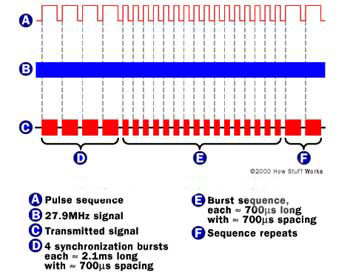 A
B
C
D
E
F
©2000 How Stuff Works
A Pulse sequence
B 27.9MHz signal
C Transmitted signal
D 4 synchronization bursts
each ≈ 2.1ms long
with ≈ 700µs spacing
E Burst sequence,
each ≈ 700µs long
with ≈ 700µs spacing
F Sequence repeats